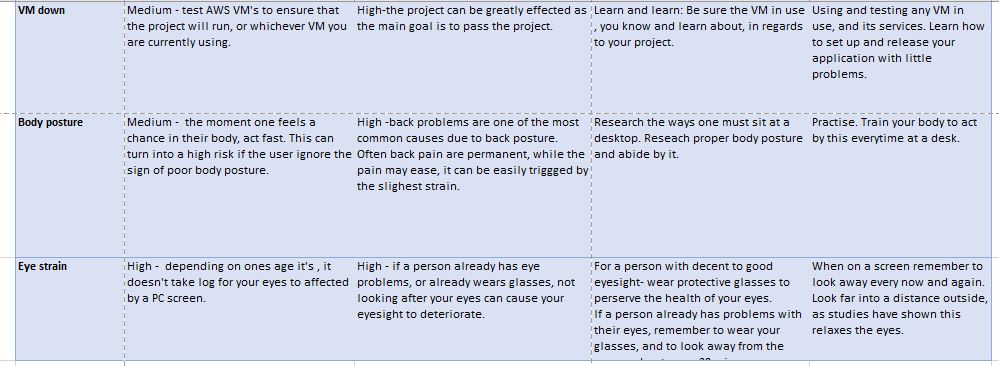 VM down
Medium - test AWS VM's to ensure that
the project will run, or whichever VM you
are currently using.
High-the project can be greatly effected as
the main goal is to pass the project.
Learn and learn: Be sure the VM in use
, you know and learn about, in regards
to your project.
Using and testing any VM in
use, and its services. Learn how
to set up and release your
application with little
problems.
Body posture
Medium - the moment one feels a
chance in their body, act fast. This can
turn into a high risk if the user ignore the
sign of poor body posture.
High -back problems are one of the most
common causes due to back posture.
Often back pain are permanent, while the
pain may ease, it can be easily triggged by
the slighest strain.
Research the ways one must sit at a
desktop. Reseach proper body posture
and abide by it.
Practise. Train your body to act
by this everytime at a desk.
Eye strain
High - depending on ones age it's , it
doesn't take log for your eyes to affected
by a PC screen.
High - if a person already has eye
problems, or already wears glasses, not
looking after your eyes can cause your
eyesight to deteriorate.
For a person with decent to good
eyesight- wear protective glasses to
perserve the health of your eyes.
If a person already has problems with
their eyes, remember to wear your
glasses, and to look away from the
When on a screen remember to
look away every now and again.
Look far into a distance outside,
as studies have shown this
relaxes the eyes.